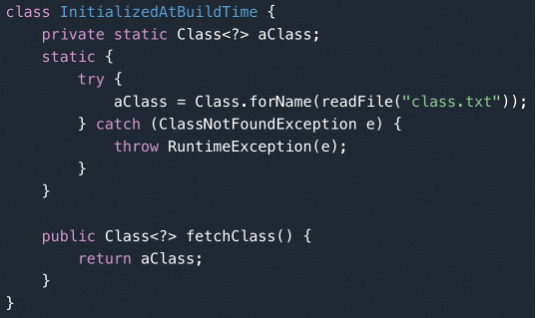 class InitializedAtBuildTime {
    private static Class<?> aClass;
    static {
        try {
            aClass = Class.forName(readFile("class.txt"));
        } catch (ClassNotFoundException e) {
            throw RuntimeException(e);
        }
    }

    public Class<?> fetchClass() {
        return aClass;
    }
}